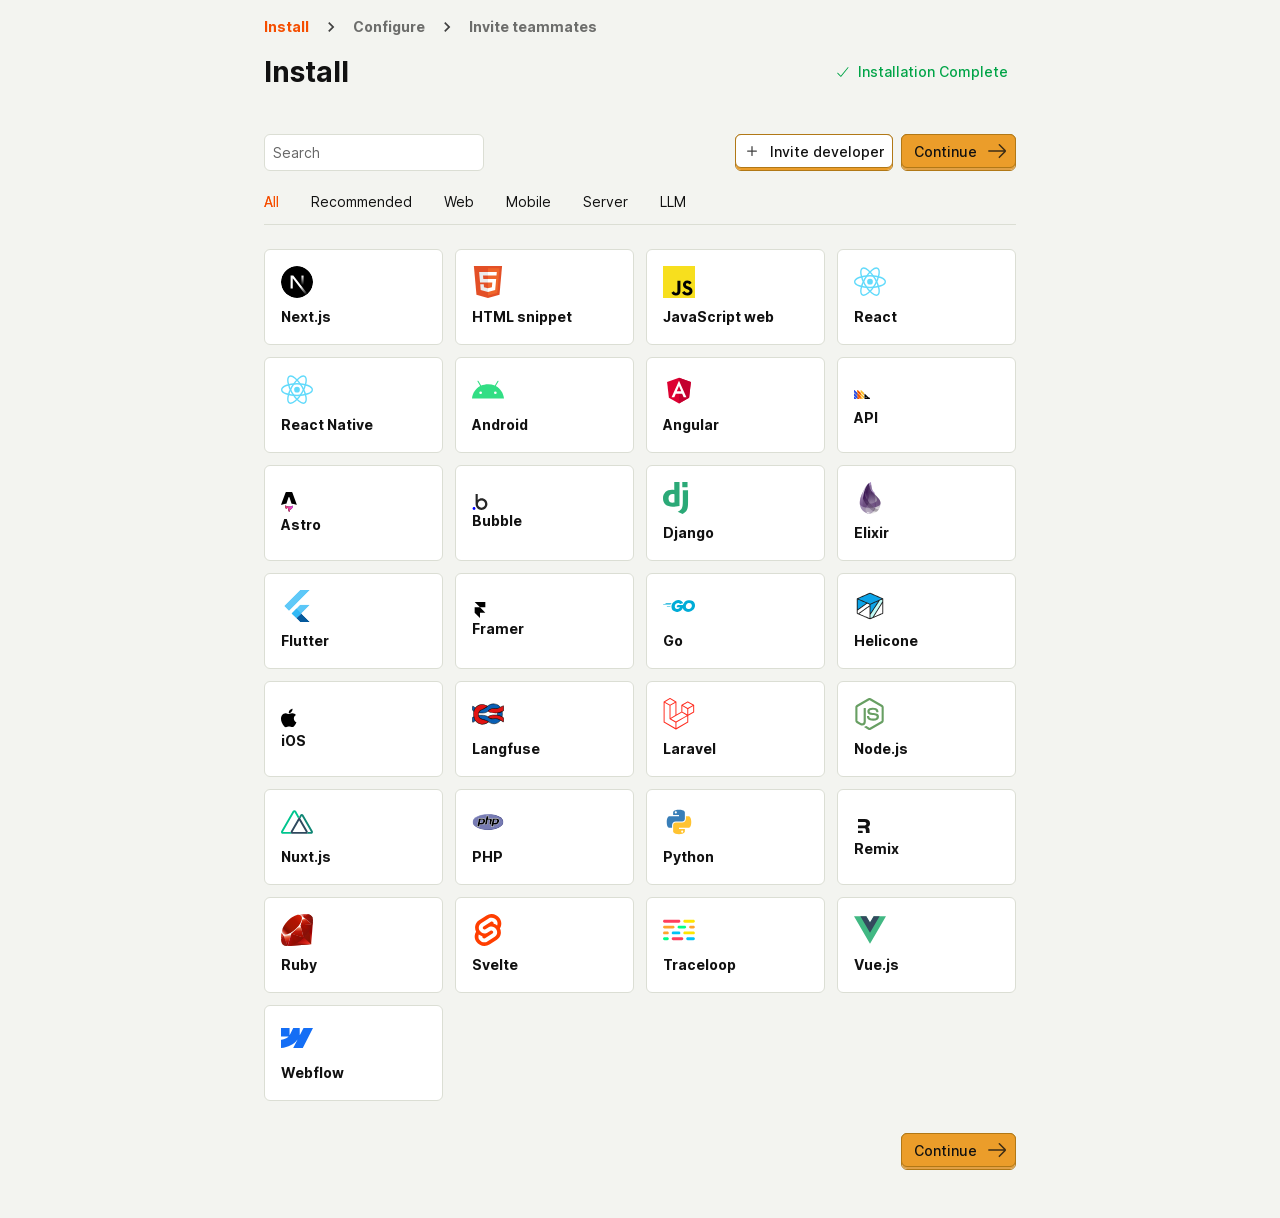 Install > Configure > Invite teammates
Install
Installation Complete
Search
Invite developer
Continue
All Recommended Web Mobile Server LLM
Next.js
HTML snippet
JS
JavaScript web
React
React Native
Android
Angular
API
Astro
Bubble
dj
Django
Elixir
Flutter
Framer
GO
Go
Helicone
iOS
Langfuse
Laravel
JS
Node.js
Nuxt.js
php
PHP
Python
Remix
Ruby
Svelte
Traceloop
Vue.js
Webflow
Continue